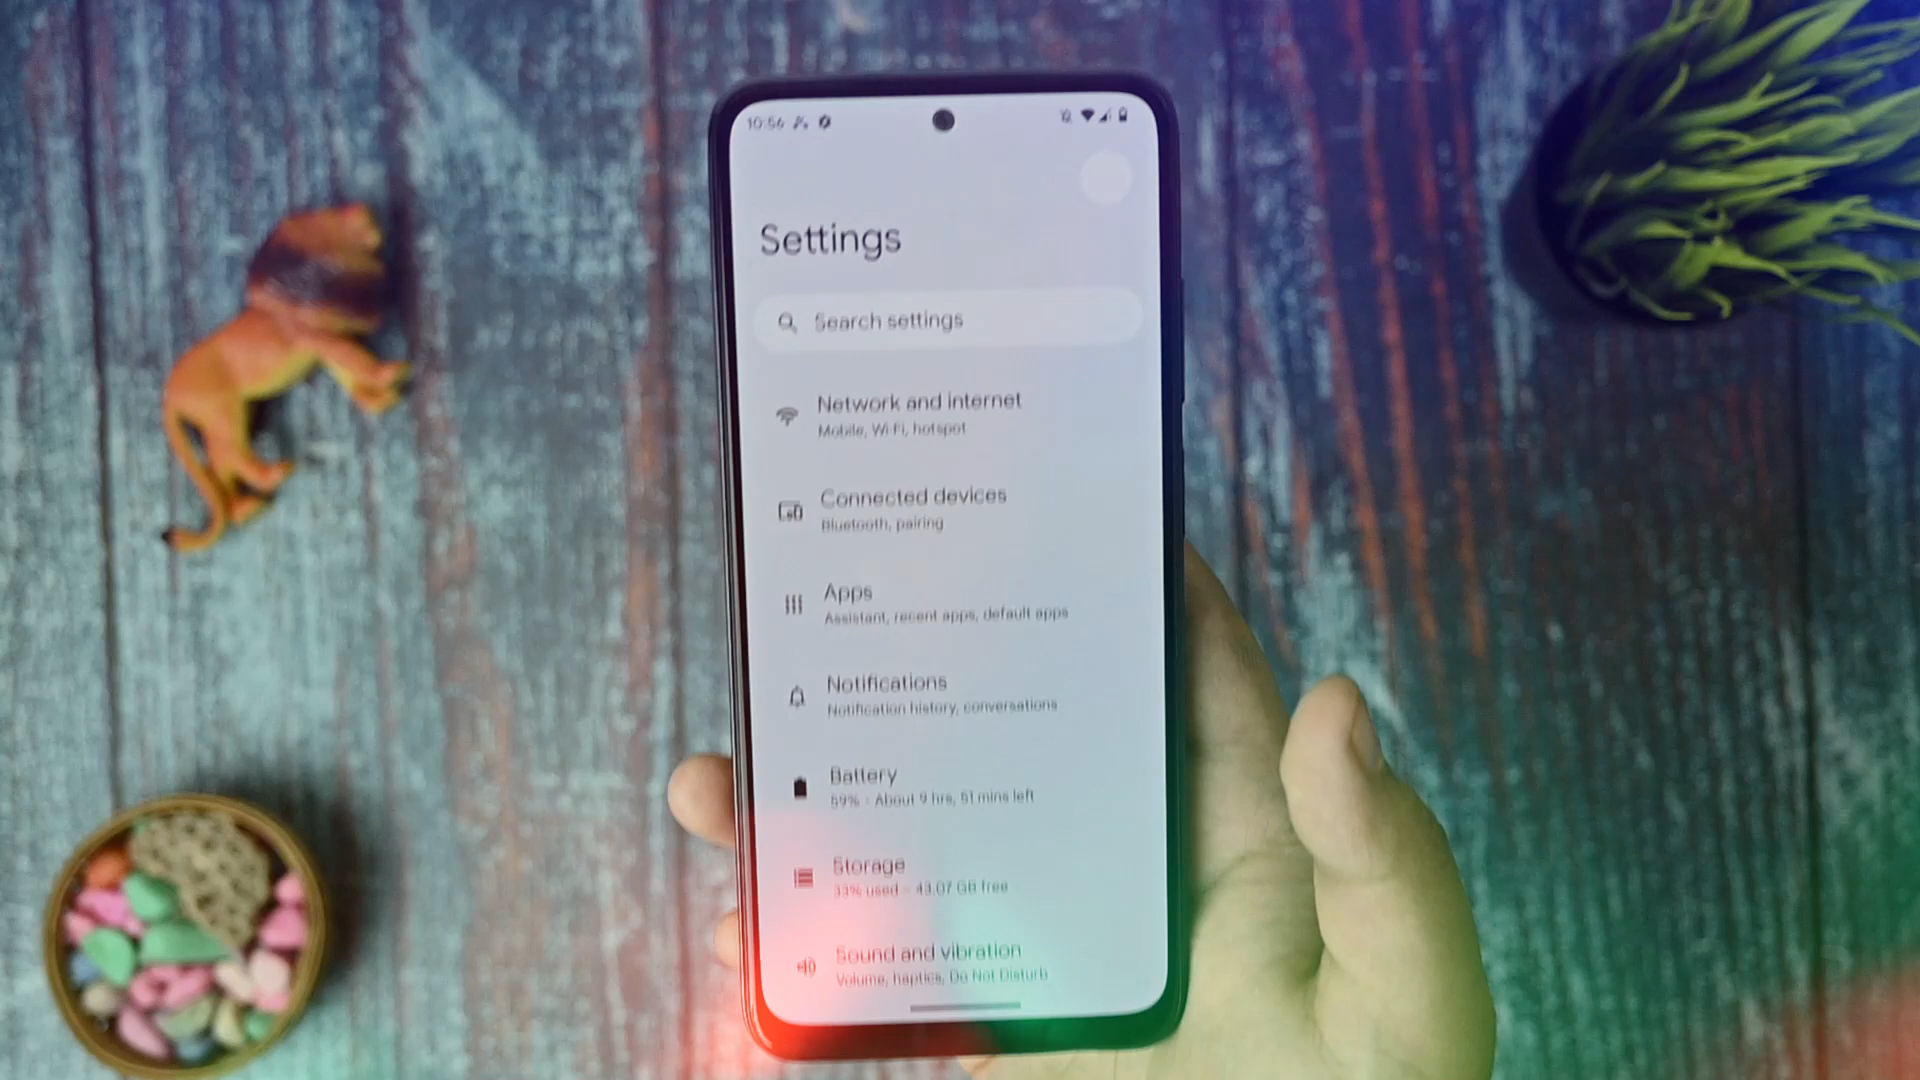 10:56
Settings
Search settings
Network and internet
Mobile, Wi-Fi, hotspot
Connected devices
Bluetooth, pairing
Apps
Assistant, recent apps, default apps
Notifications
Notification history, conversations
Battery
59% - About 9 hrs, 51 mins left
Storage
33% used - 43.07 GB free
Sound and vibration
Volume, haptics, Do Not Disturb